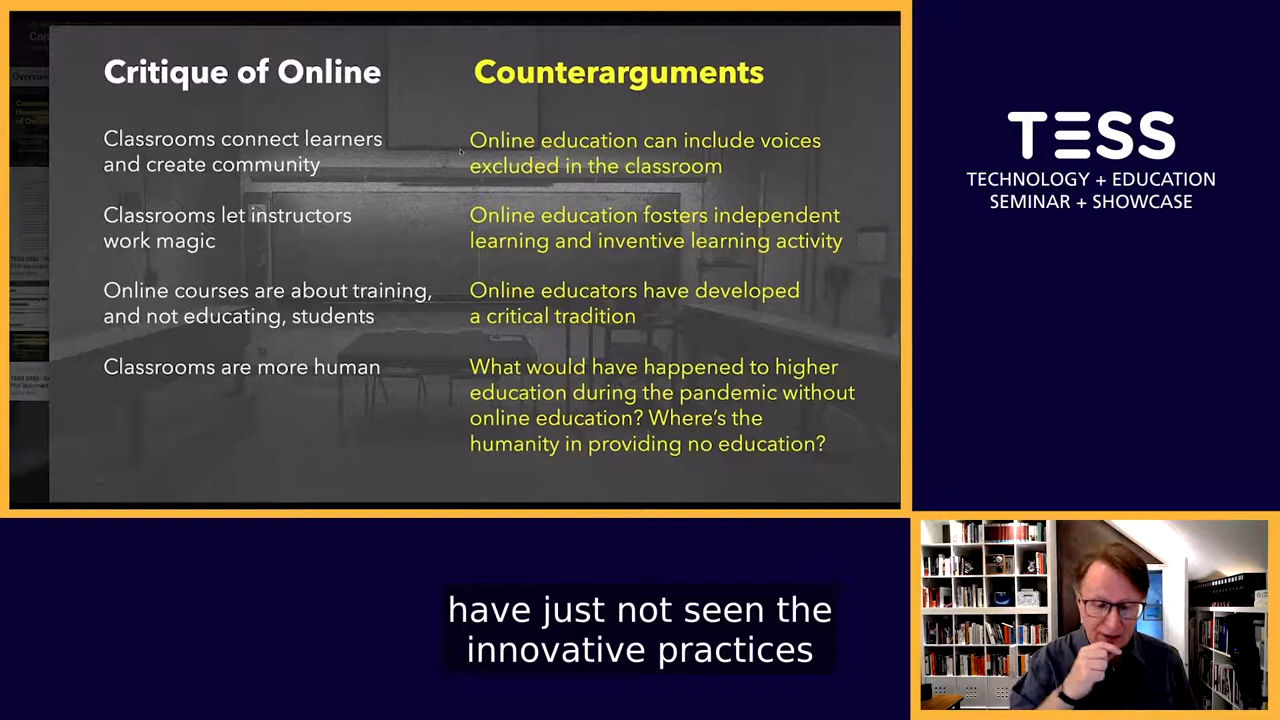 Critique of Online
Classrooms connect learners
and create community
Classrooms let instructors
work magic
Online courses are about training,
and not educating, students
Classrooms are more human
Counterarguments
Online education can include voices
excluded in the classroom
Online education fosters independent
learning and inventive learning activity
Online educators have developed
a critical tradition
What would have happened to higher
education during the pandemic without
online education? Where's the
humanity in providing no education?
TESS
TECHNOLOGY + EDUCATION
SEMINAR + SHOWCASE
have just not seen the
innovative practices